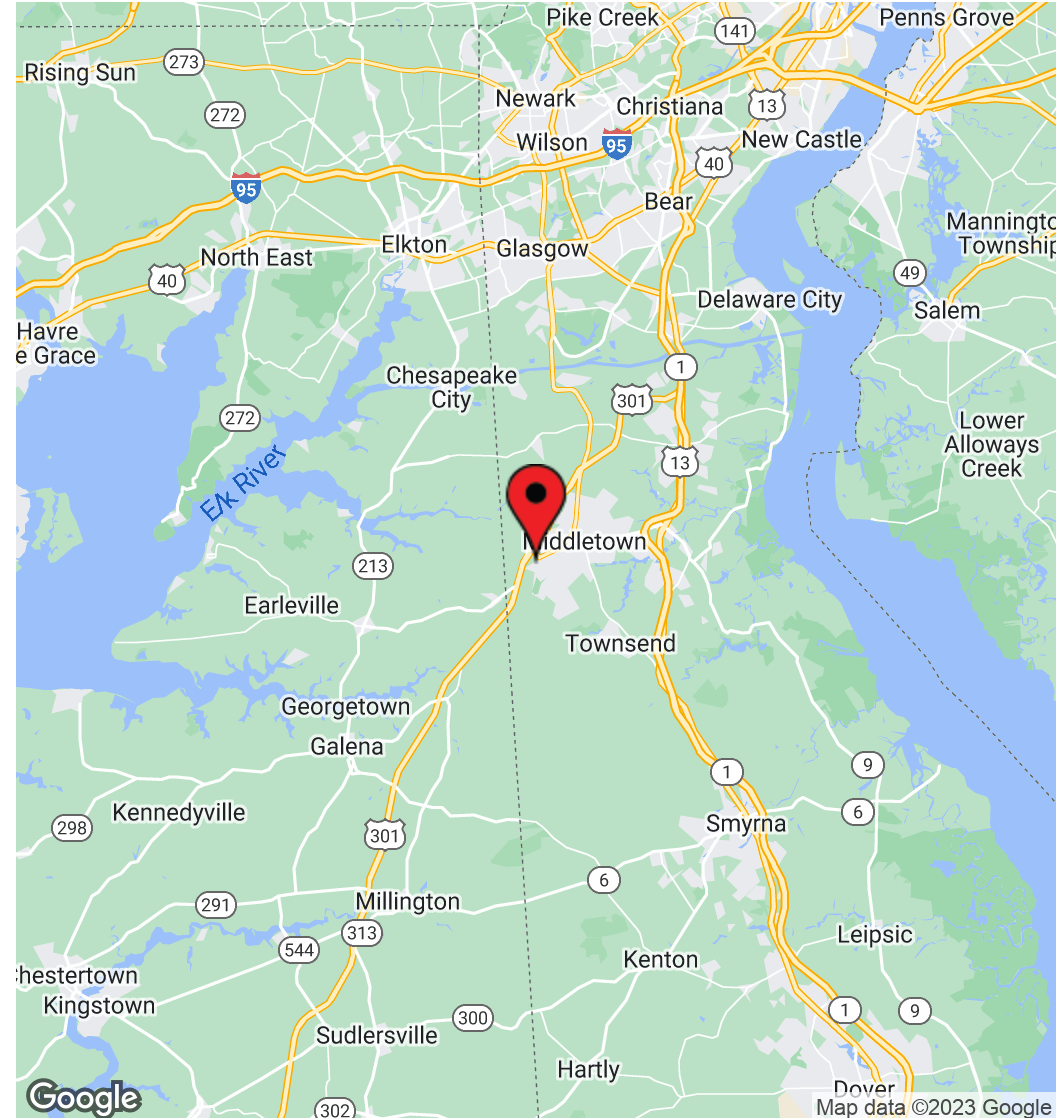 Pike Creek
Penns Grove
141
273
Rising Sun
272
Newark
Christiana
13
Wilson
95
New Castle
40
95
Bear
Manningto
Township
Elkton
Glasgow
North East
40
49
Delaware City
Salem
Havre
e Grace
1
Chesapeake
City
301
272
Lower
Alloways
Creek
13
Elk River
Middletown
213
Earleville
Townsend
Georgetown
Galena
9
1
Kennedyville
6
298
Smyrna
301
6
Millington
291
313
Leipsic
544
Kenton
hestertown
Kingstown
1
9
300
Sudlersville
Hartly
Dover
Google
302
Map data ©2023 Google